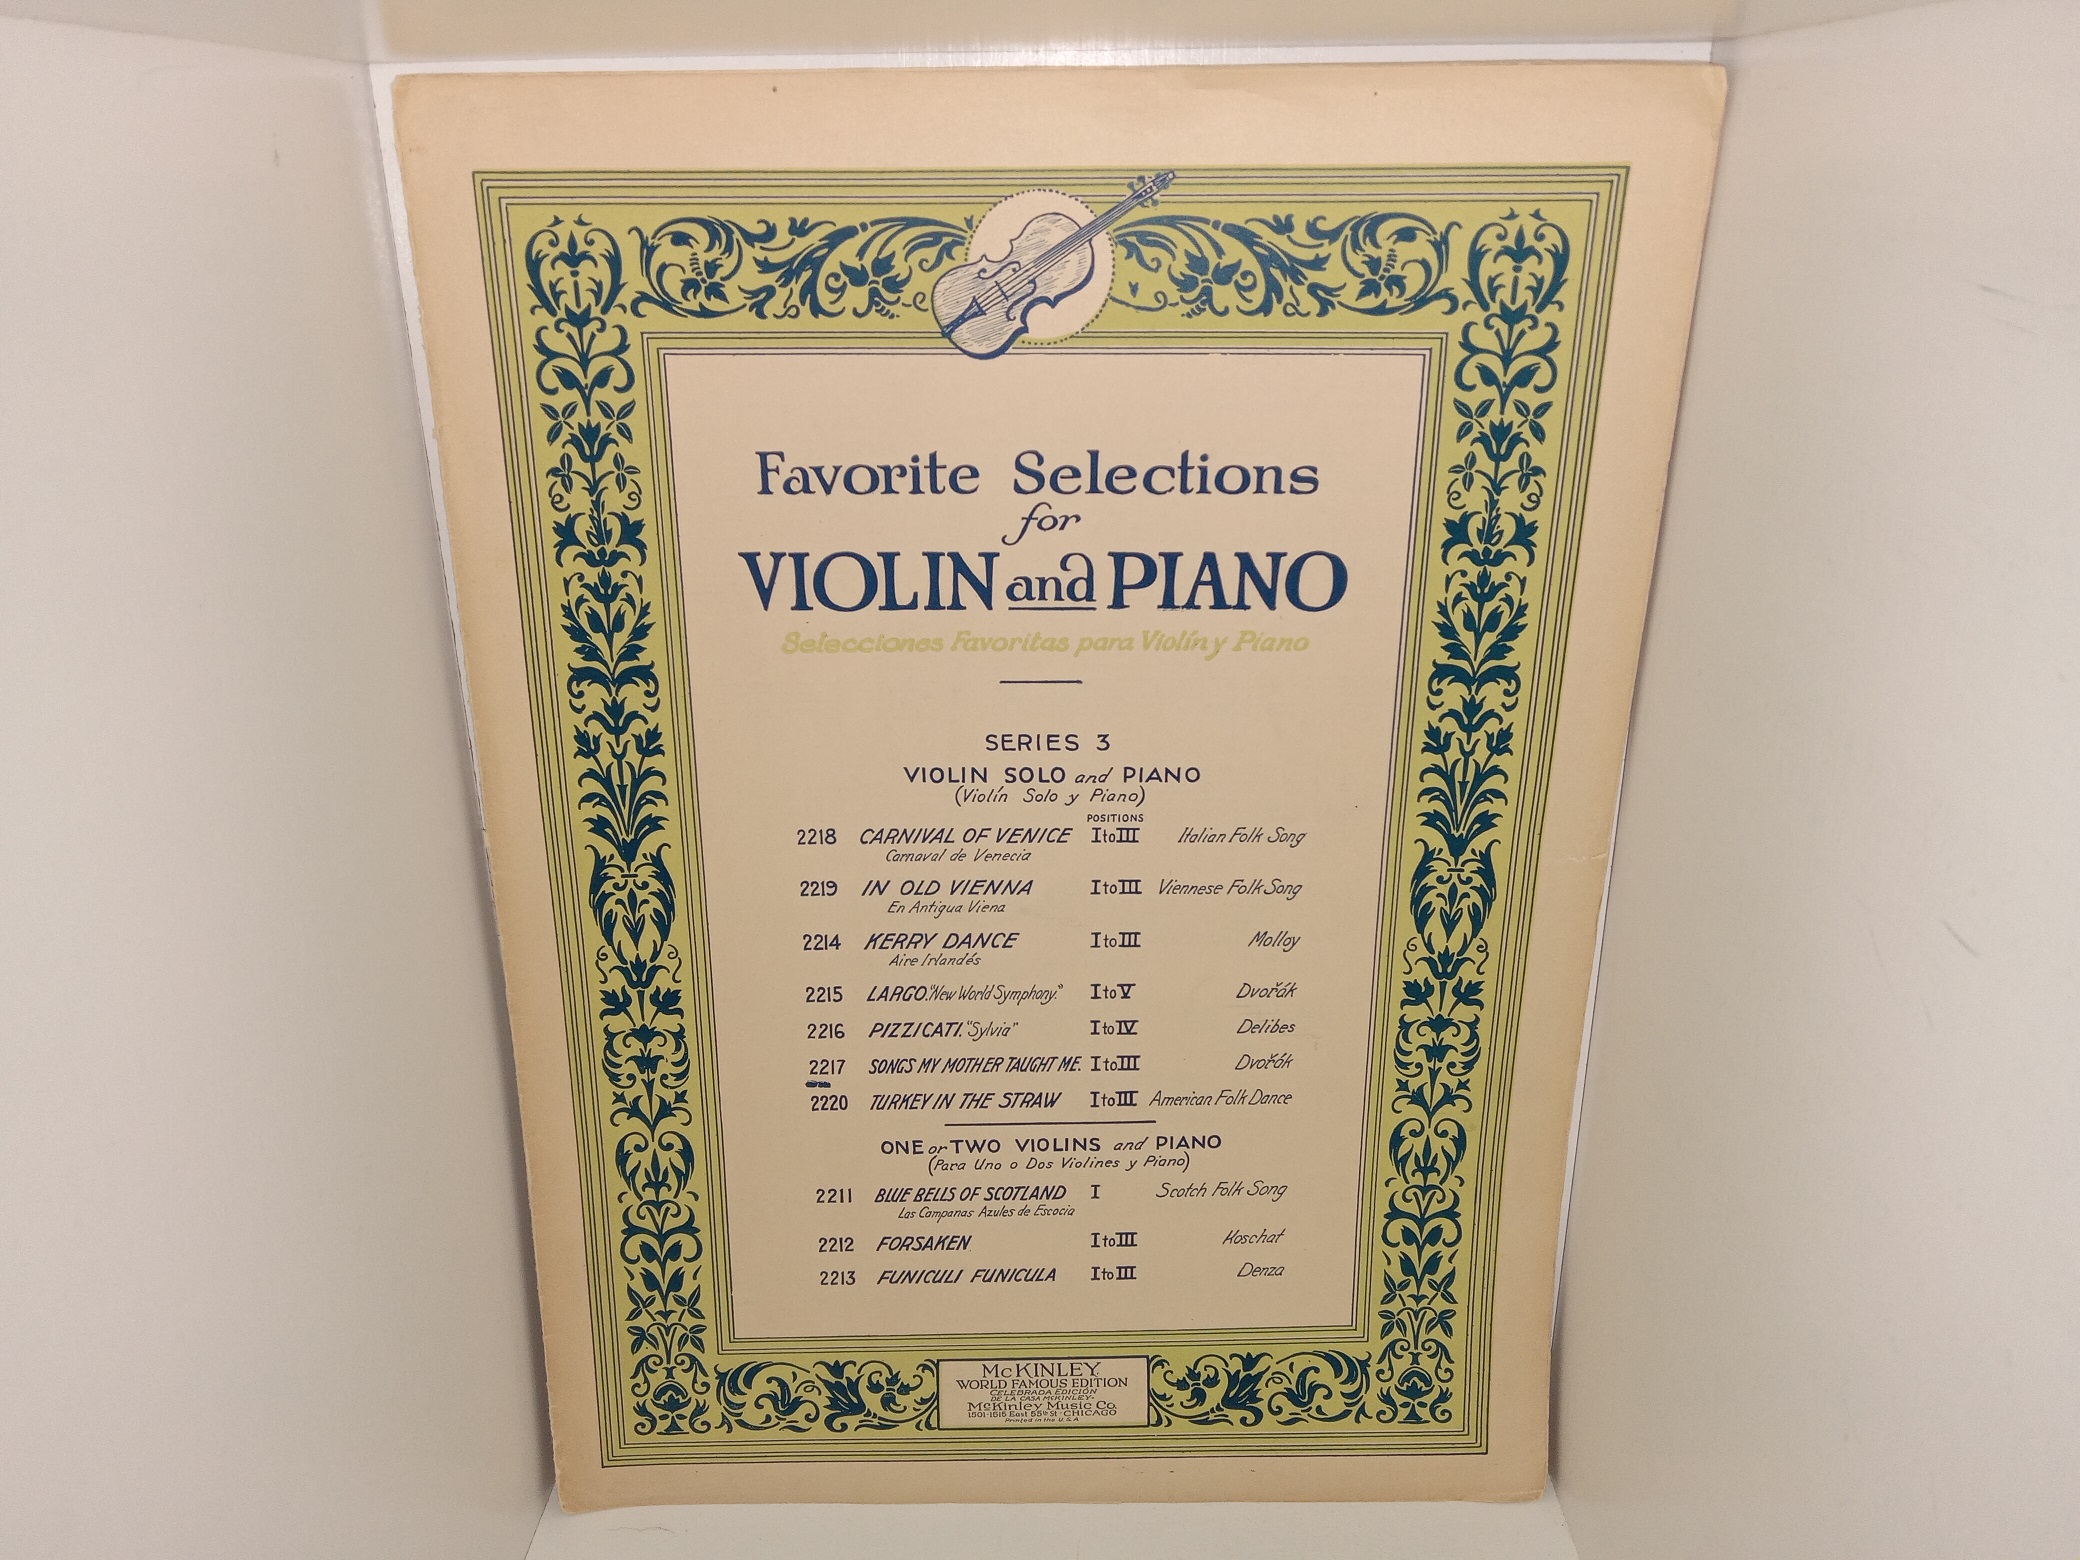 Favorite Selections
for
VIOLIN and PIANO
Selecciones Favoritas para Violín y Piano
SERIES 3
VIOLIN SOLO and PIANO
(Violín Solo y Piano)
POSITIONS
2218 CARNIVAL OF VENICE I to III Italian Folk Song
Carnaval de Venecia
2219 IN OLD VIENNA I to III Viennese Folk Song
En Antigua Viena
2214 KERRY DANCE I to III Molloy
Aire Irlandés
2215 LARGO. "New World Symphony." I to V Dvořák
2216 PIZZICATI. "Sylvia" I to IV Delibes
2217 SONGS MY MOTHER TAUGHT ME. I to III Dvořák
2220 TURKEY IN THE STRAW I to III American Folk Dance
ONE or TWO VIOLINS and PIANO
(Para Uno o Dos Violines y Piano)
2211 BLUE BELLS OF SCOTLAND I Scotch Folk Song
Las Campanas Azules de Escocia
2212 FORSAKEN I to III Koschat
2213 FUNICULI FUNICULA I to III Denza
McKINLEY
WORLD FAMOUS EDITION
CELEBRADA EDICIÓN
DE LA CASA McKINLEY.
McKinley Music Co.
1501-1515 East 55th St - CHICAGO
Printed in the U.S.A